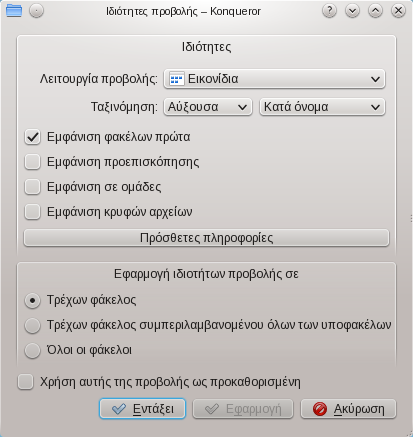 Ιδιότητες προβολής – Konqueror
Ιδιότητες
Λειτουργία προβολής: Εικονίδια
Ταξινόμηση: Αύξουσα Κατά όνομα
Εμφάνιση φακέλων πρώτα
Εμφάνιση προεπισκόπησης
Εμφάνιση σε ομάδες
Εμφάνιση κρυφών αρχείων
Πρόσθετες πληροφορίες
Εφαρμογή ιδιοτήτων προβολής σε
Τρέχων φάκελος
Τρέχων φάκελος συμπεριλαμβανομένου όλων των υποφακέλων
Όλοι οι φάκελοι
Χρήση αυτής της προβολής ως προκαθορισμένη
Εντάξει Εφαρμογή Ακύρωση